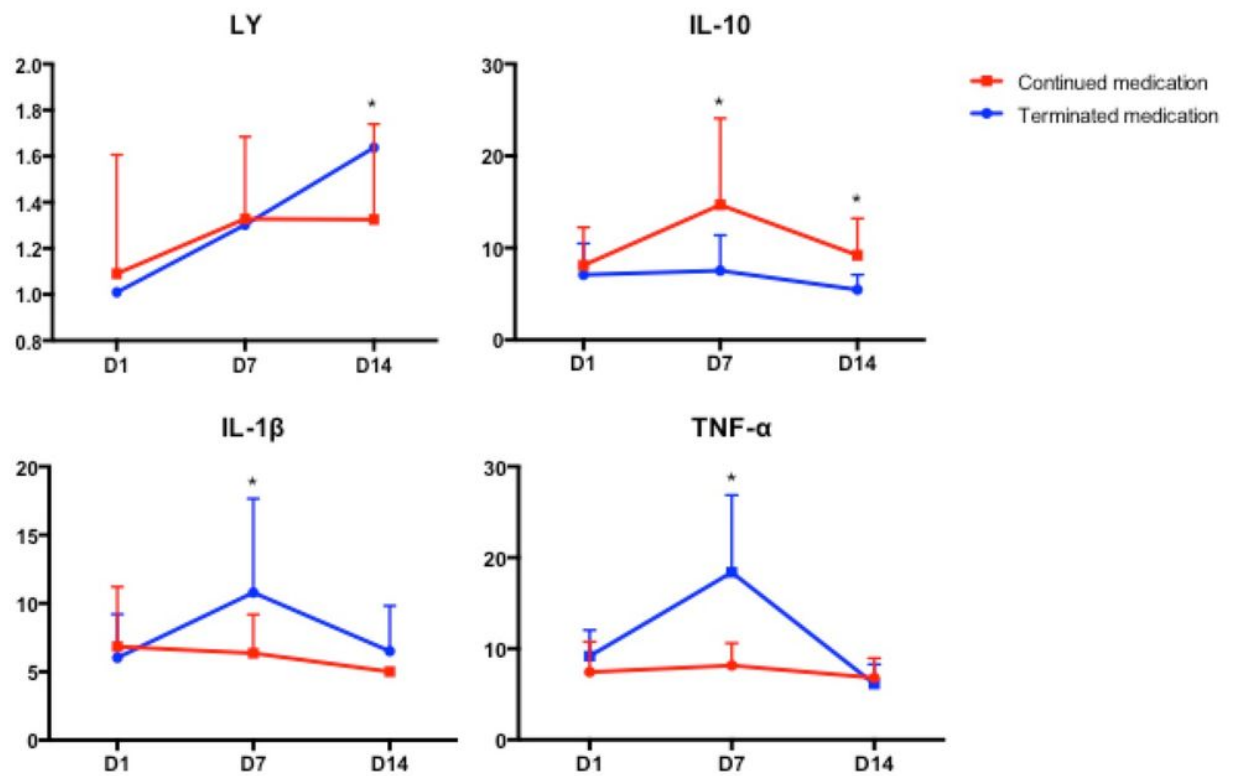 LY
2.0
1.8
*
1.6
1.4
1.2
1.0
0.8
D1 D7 D14
IL-10
30
*
20
*
10
0
D1 D7 D14
Continued medication
Terminated medication
IL-1β
20
*
15
10
5
0
D1 D7 D14
TNF-α
30
*
20
10
0
D1 D7 D14